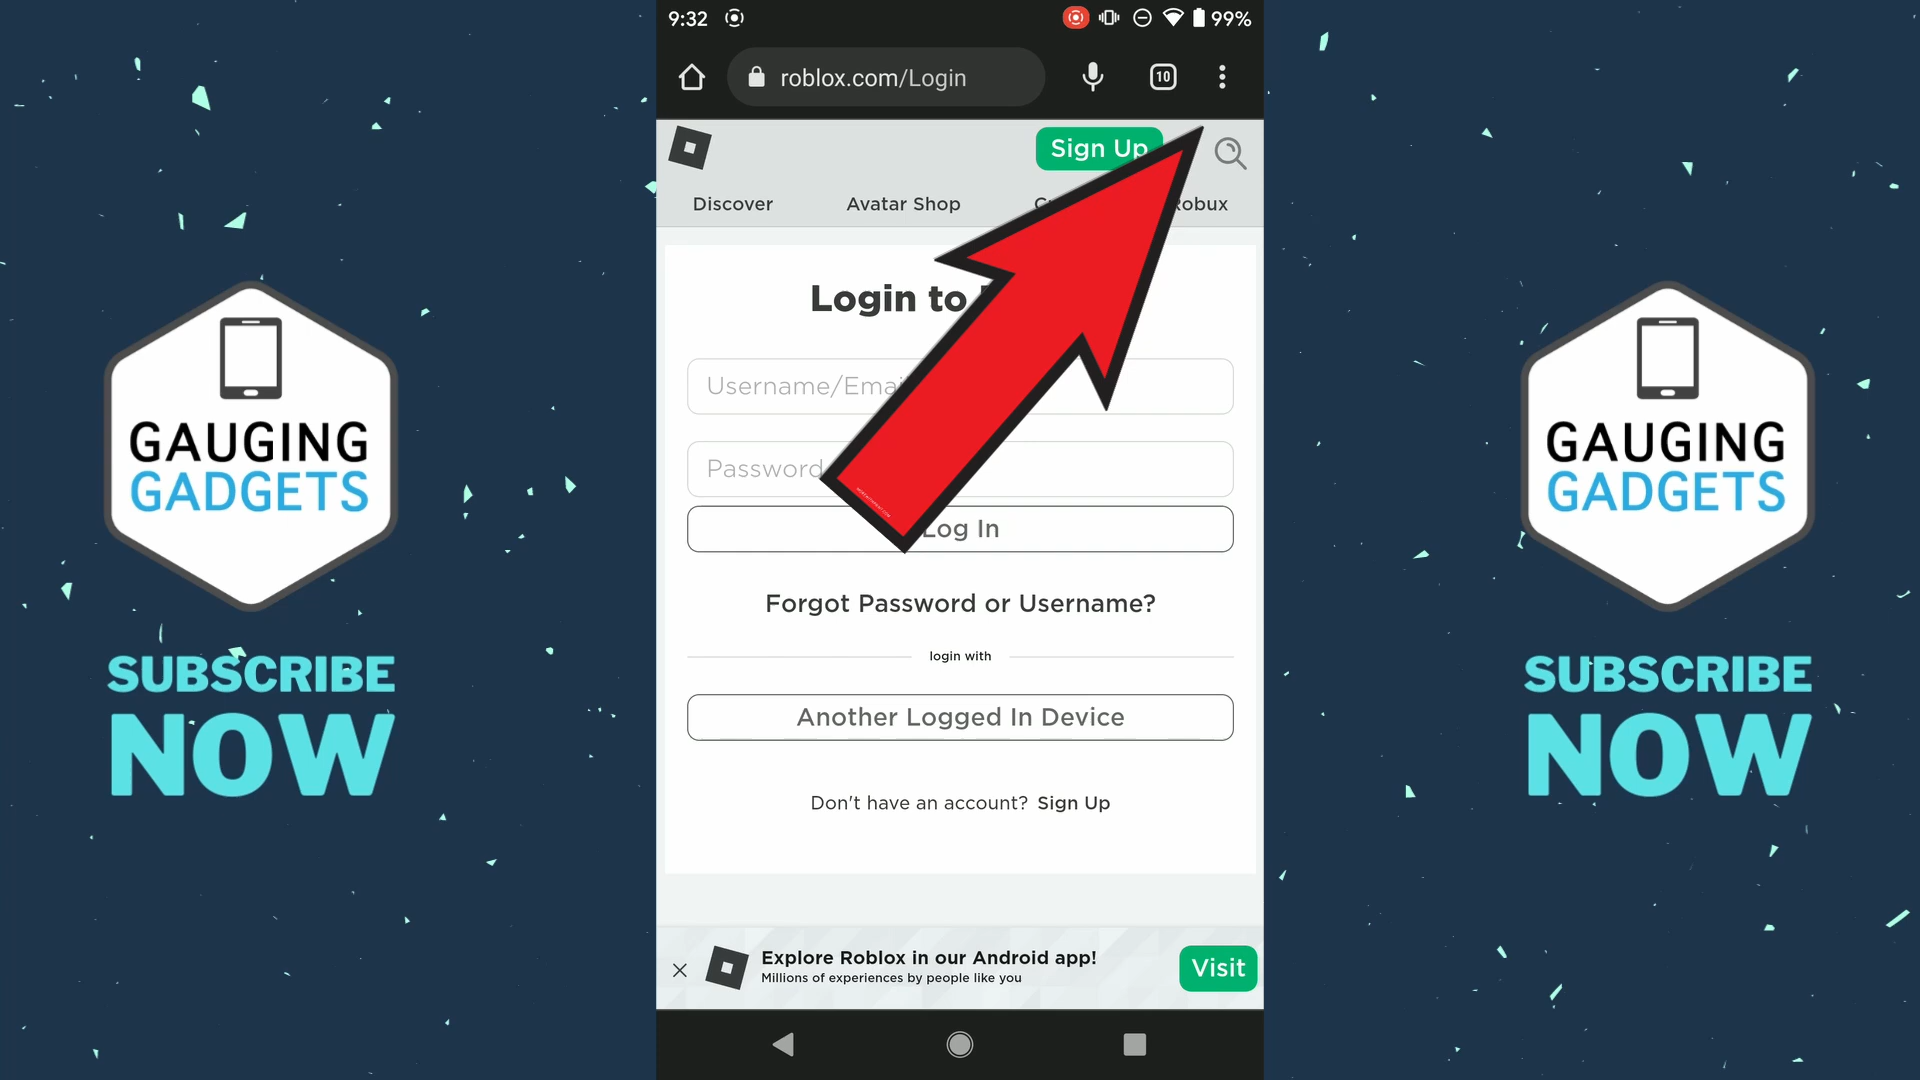 9:32
99%
roblox.com/Login
10
Sign Up
Discover
Avatar Shop
Robux
Login to
Username/Emai
Password
Log In
Forgot Password or Username?
login with
Another Logged In Device
Don't have an account? Sign Up
Explore Roblox in our Android app!
Millions of experiences by people like you
Visit
GAUGING
GADGETS
SUBSCRIBE
NOW
GAUGING
GADGETS
SUBSCRIBE
NOW